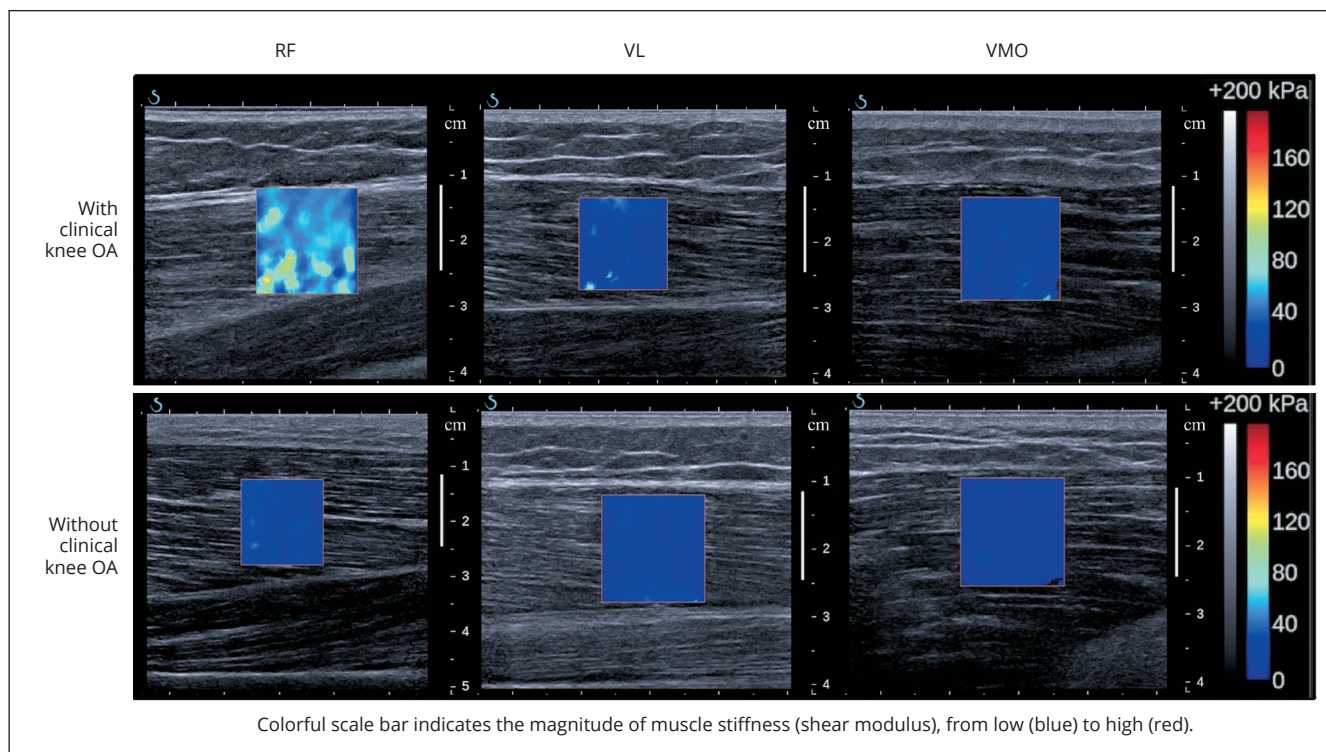 RF VL VMO
With
clinical
knee OA
cm
- 1
- 2
- 3
- 4
cm
- 1
- 2
- 3
- 4
cm
- 1
- 2
- 3
- 4
+200 kPa
160
120
80
40
0
Without
clinical
knee OA
cm
- 1
- 2
- 3
- 4
- 5
cm
- 1
- 2
- 3
- 4
cm
- 1
- 2
- 3
- 4
+200 kPa
160
120
80
40
0
Colorful scale bar indicates the magnitude of muscle stiffness (shear modulus), from low (blue) to high (red).